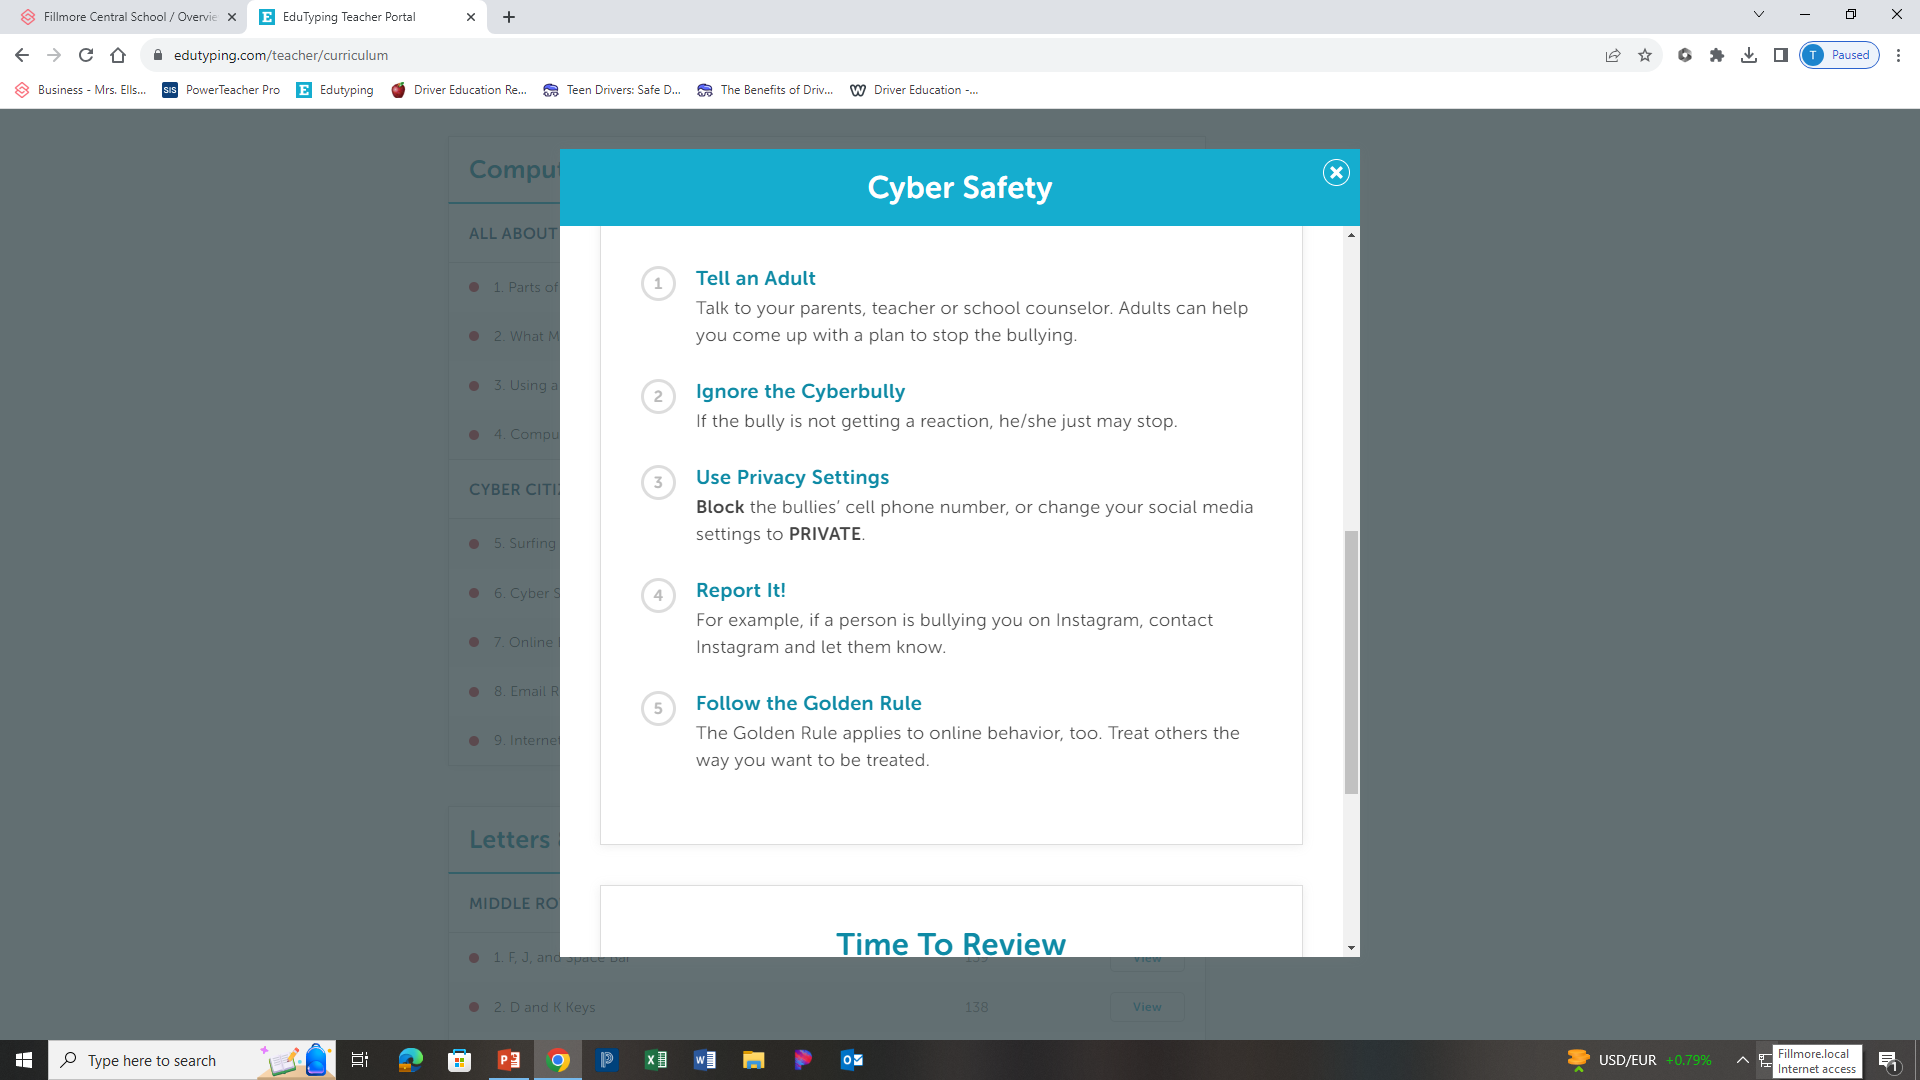 Fillmore Central School / Overvie
EduTyping Teacher Portal
edutyping.com/teacher/curriculum
T Paused
Business - Mrs. Ells...
SIS PowerTeacher Pro
E Edutyping
Driver Education Re...
Teen Drivers: Safe D...
The Benefits of Driv...
W Driver Education -...
Comput
ALL ABOUT
1. Parts of
2. What M
3. Using a
4. Compu
CYBER CITI
5. Surfing
6. Cyber S
7. Online
8. Email R
9. Internet
Letters
MIDDLE RO
1. F, J, and Space Bar
139
View
2. D and K Keys
138
View
Cyber Safety
1 Tell an Adult
Talk to your parents, teacher or school counselor. Adults can help
you come up with a plan to stop the bullying.
2 Ignore the Cyberbully
If the bully is not getting a reaction, he/she just may stop.
3 Use Privacy Settings
Block the bullies’ cell phone number, or change your social media
settings to PRIVATE.
4 Report It!
For example, if a person is bullying you on Instagram, contact
Instagram and let them know.
5 Follow the Golden Rule
The Golden Rule applies to online behavior, too. Treat others the
way you want to be treated.
Time To Review
Type here to search
USD/EUR +0.79%
Fillmore.local
Internet access
1